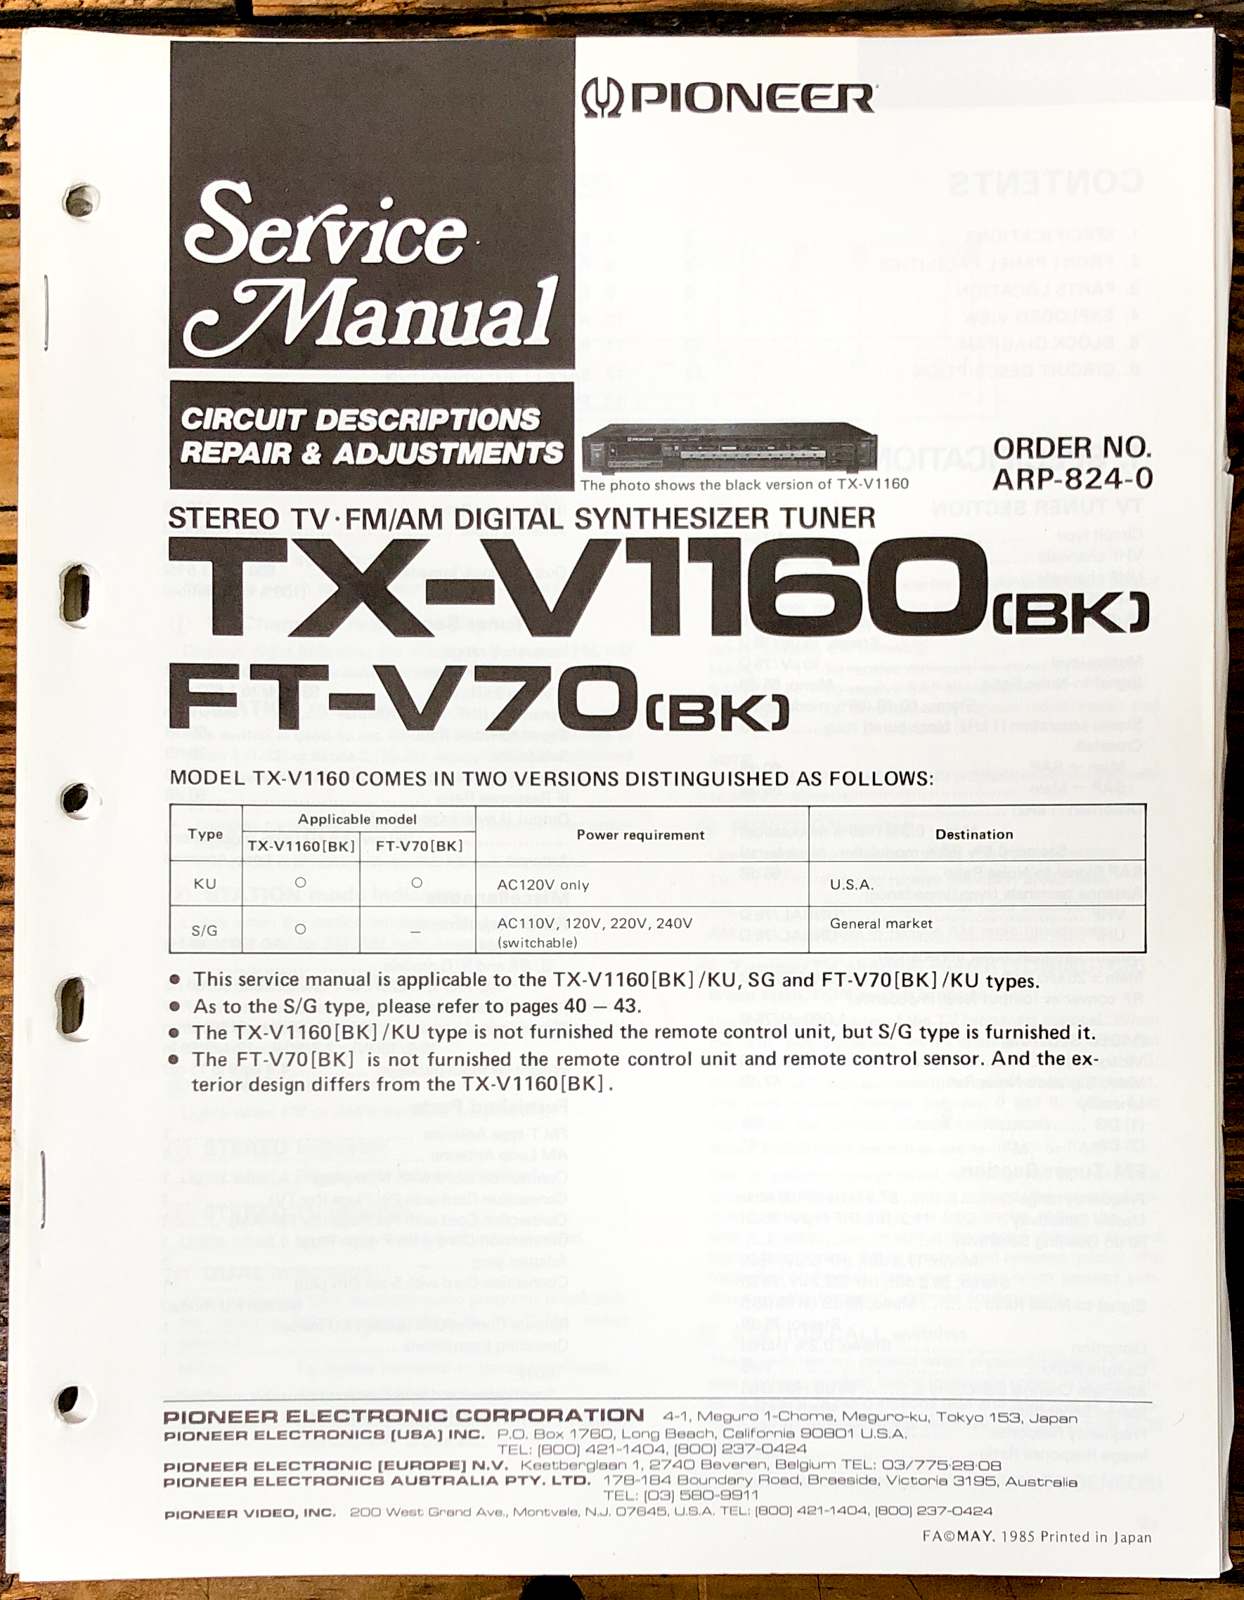 PIONEER
Service
Manual
CIRCUIT DESCRIPTIONS
REPAIR & ADJUSTMENTS
The photo shows the black version of TX-V1160
ORDER NO.
ARP-824-0
STEREO TV·FM/AM DIGITAL SYNTHESIZER TUNER
TX-V1160[BK]
FT-V70[BK]
MODEL TX-V1160 COMES IN TWO VERSIONS DISTINGUISHED AS FOLLOWS:
Type Applicable model Power requirement Destination
TX-V1160[BK] FT-V70[BK]
KU ○ ○ AC120V only U.S.A.
S/G ○ – AC110V, 120V, 220V, 240V General market
(switchable)
● This service manual is applicable to the TX-V1160[BK]/KU, SG and FT-V70[BK]/KU types.
● As to the S/G type, please refer to pages 40 – 43.
● The TX-V1160[BK]/KU type is not furnished the remote control unit, but S/G type is furnished it.
● The FT-V70[BK] is not furnished the remote control unit and remote control sensor. And the ex-
terior design differs from the TX-V1160[BK].
PIONEER ELECTRONIC CORPORATION 4-1, Meguro 1-Chome, Meguro-ku, Tokyo 153, Japan
PIONEER ELECTRONICS [USA] INC. P.O. Box 1760, Long Beach, California 90801 U.S.A.
TEL: [800] 421-1404, [800] 237-0424
PIONEER ELECTRONIC [EUROPE] N.V. Keetberglaan 1, 2740 Beveren, Belgium TEL: 03/775·28·08
PIONEER ELECTRONICS AUSTRALIA PTY. LTD. 178-184 Boundary Road, Braeside, Victoria 3195, Australia
TEL: [03] 580-9911
PIONEER VIDEO, INC. 200 West Grand Ave., Montvale, N.J. 07645, U.S.A. TEL: [800] 421-1404, [800] 237-0424
FA©MAY. 1985 Printed in Japan